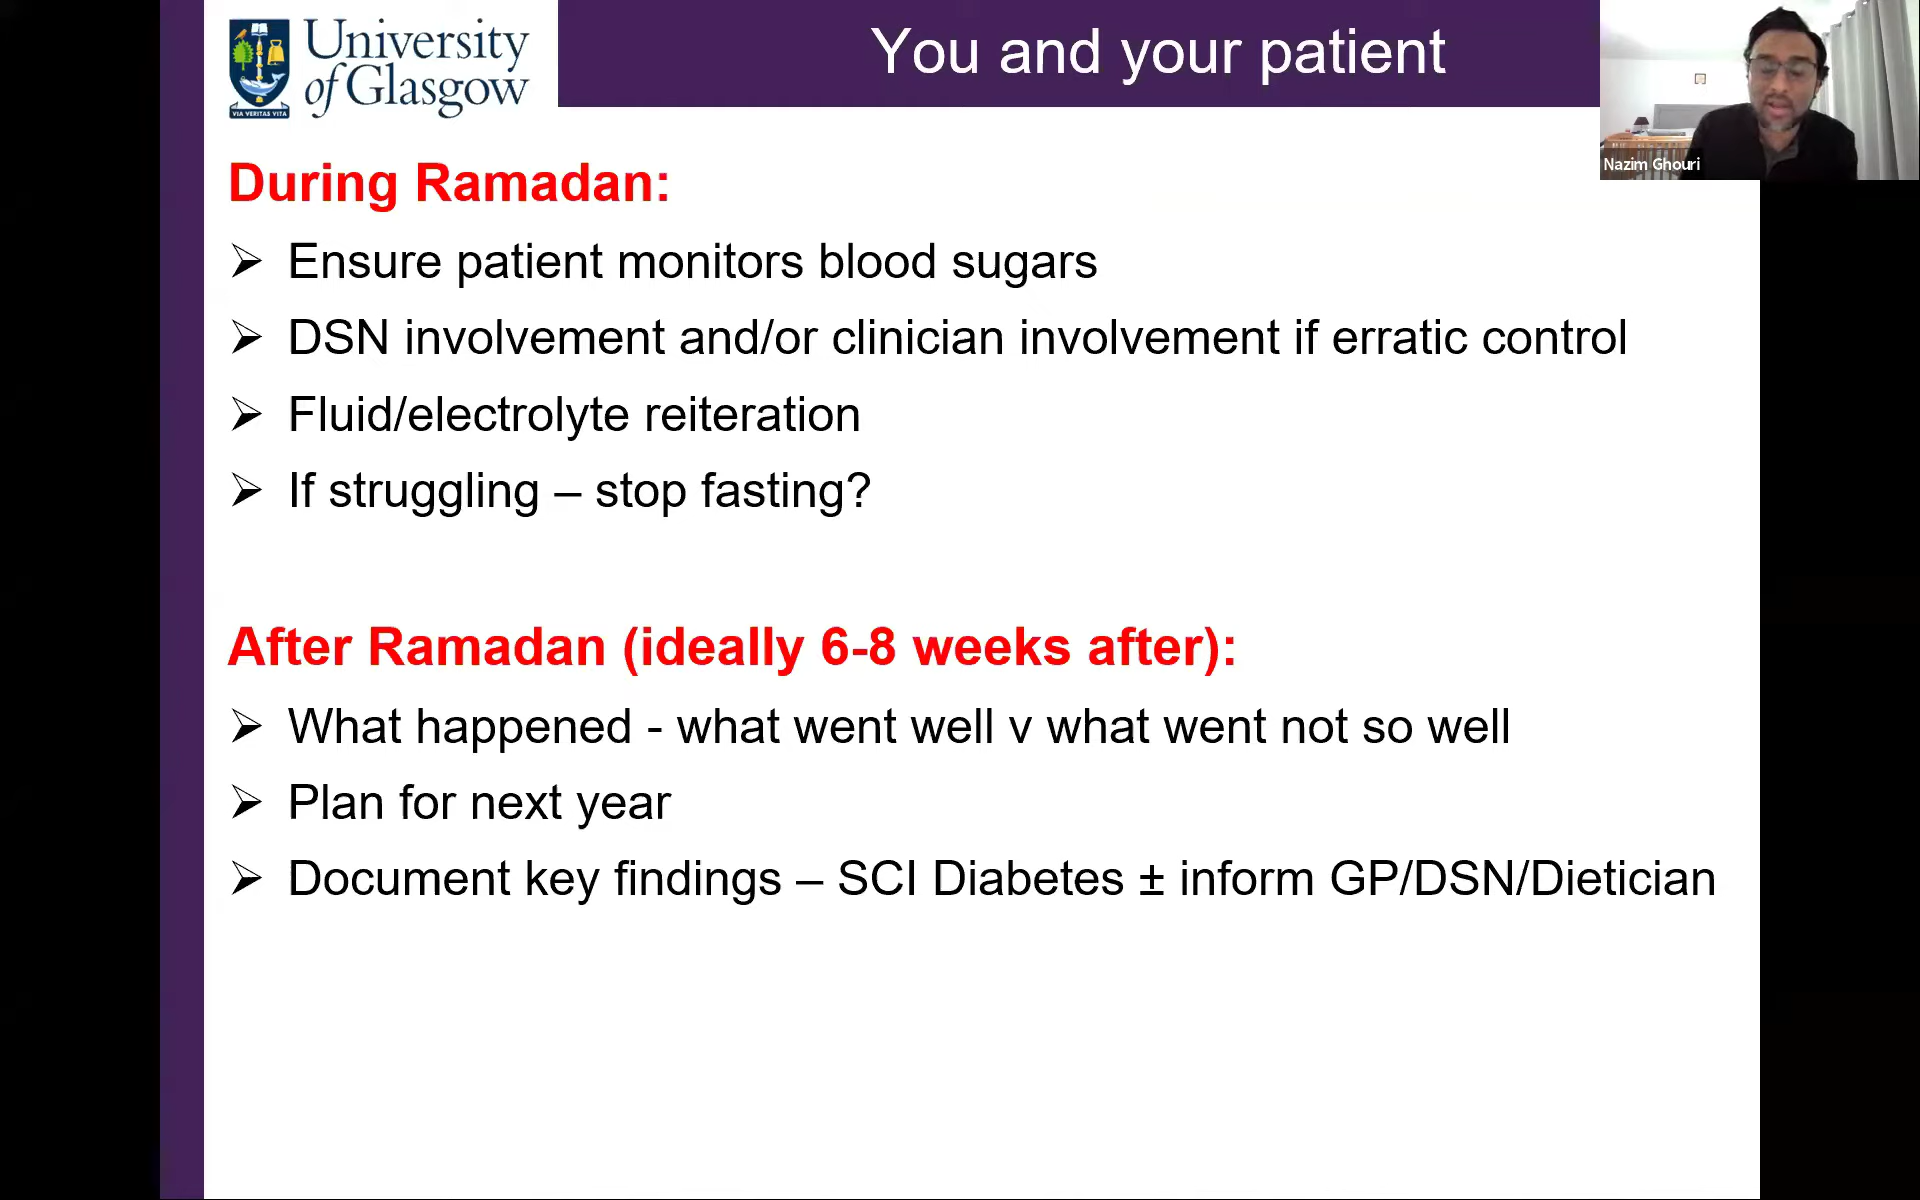 University
of Glasgow
VIA VERITAS VITA
You and your patient
Nazim Ghouri
During Ramadan:
Ensure patient monitors blood sugars
DSN involvement and/or clinician involvement if erratic control
Fluid/electrolyte reiteration
If struggling – stop fasting?
After Ramadan (ideally 6-8 weeks after):
What happened - what went well v what went not so well
Plan for next year
Document key findings – SCI Diabetes ± inform GP/DSN/Dietician